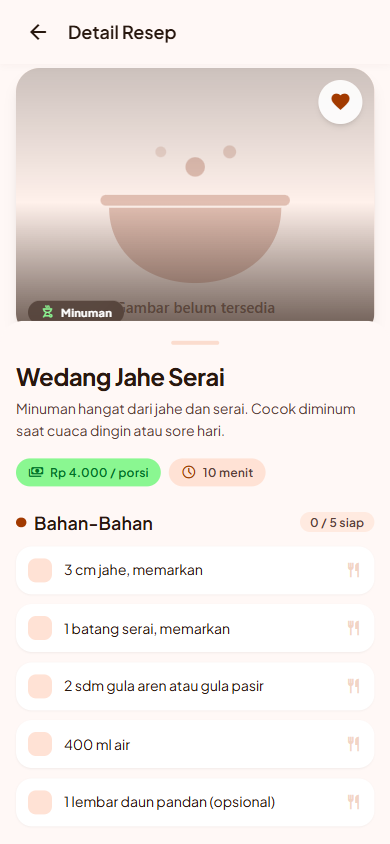 Detail Resep
Gambar belum tersedia
Minuman
Wedang Jahe Serai
Minuman hangat dari jahe dan serai. Cocok diminum
saat cuaca dingin atau sore hari.
Rp 4.000 / porsi
10 menit
Bahan-Bahan
0 / 5 siap
3 cm jahe, memarkan
1 batang serai, memarkan
2 sdm gula aren atau gula pasir
400 ml air
1 lembar daun pandan (opsional)